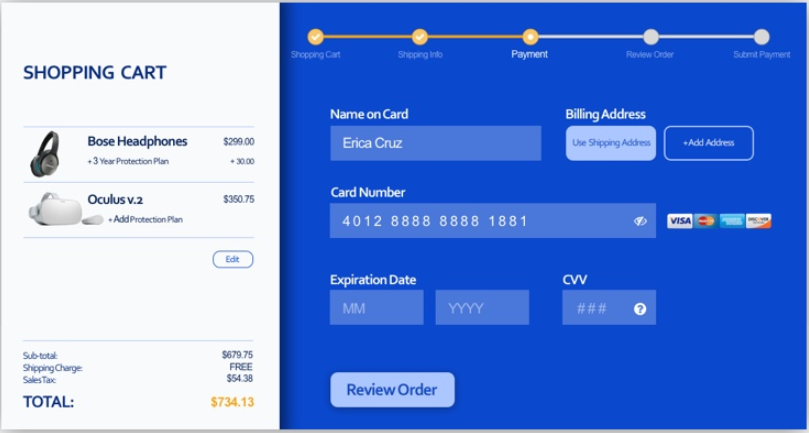 SHOPPING CART
Bose Headphones $299.00
+ 3 Year Protection Plan + 30.00
Oculus v.2 $350.75
+ Add Protection Plan
Edit
Sub-total: $679.75
Shipping Charge: FREE
Sales Tax: $54.38
TOTAL: $734.13
Shopping Cart Shipping Info Payment Review Order Submit Payment
Name on Card Billing Address
Erica Cruz Use Shipping Address +Add Address
Card Number
4012 8888 8888 1881 VISA
Expiration Date CVV
MM YYYY ### ?
Review Order